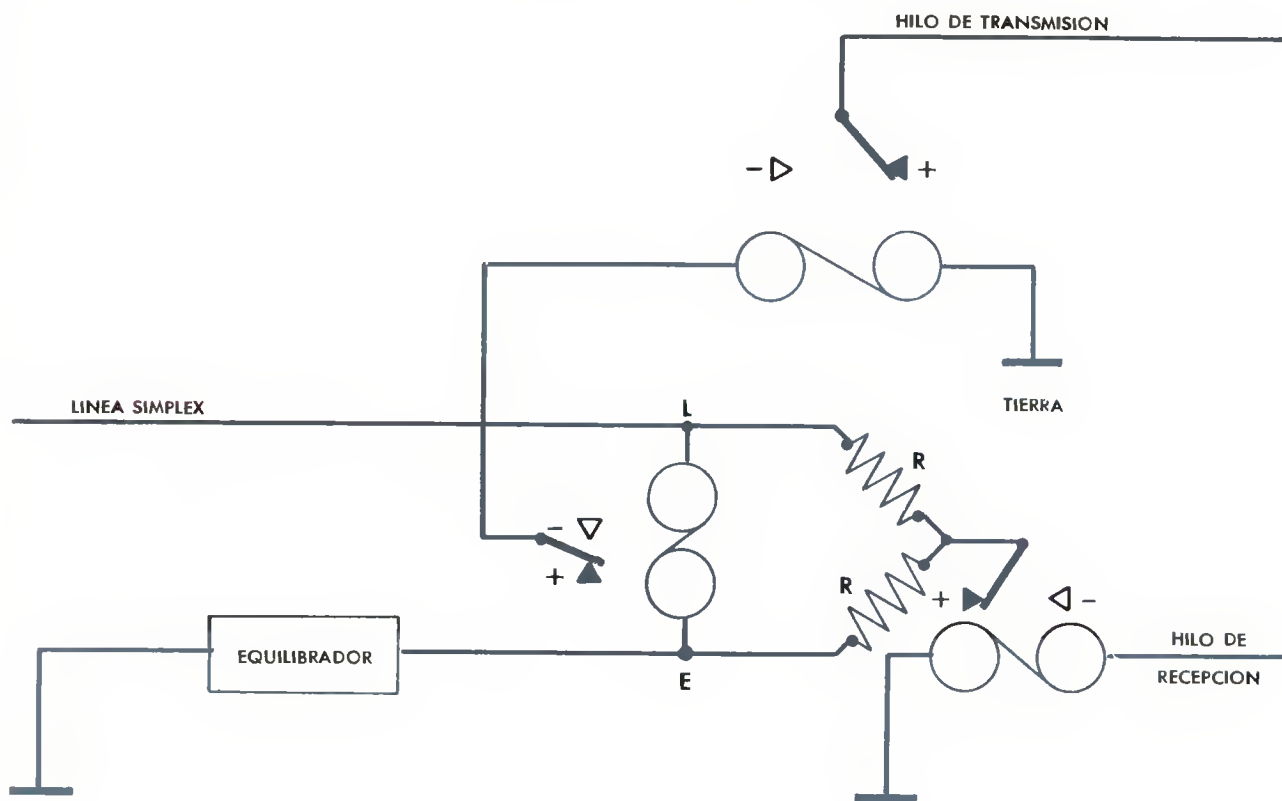 HILO DE TRANSMISION
- +
LINEA SIMPLEX
L
TIERRA
R
-
+
R
+ -
EQUILIBRADOR
E
HILO DE
RECEPCION